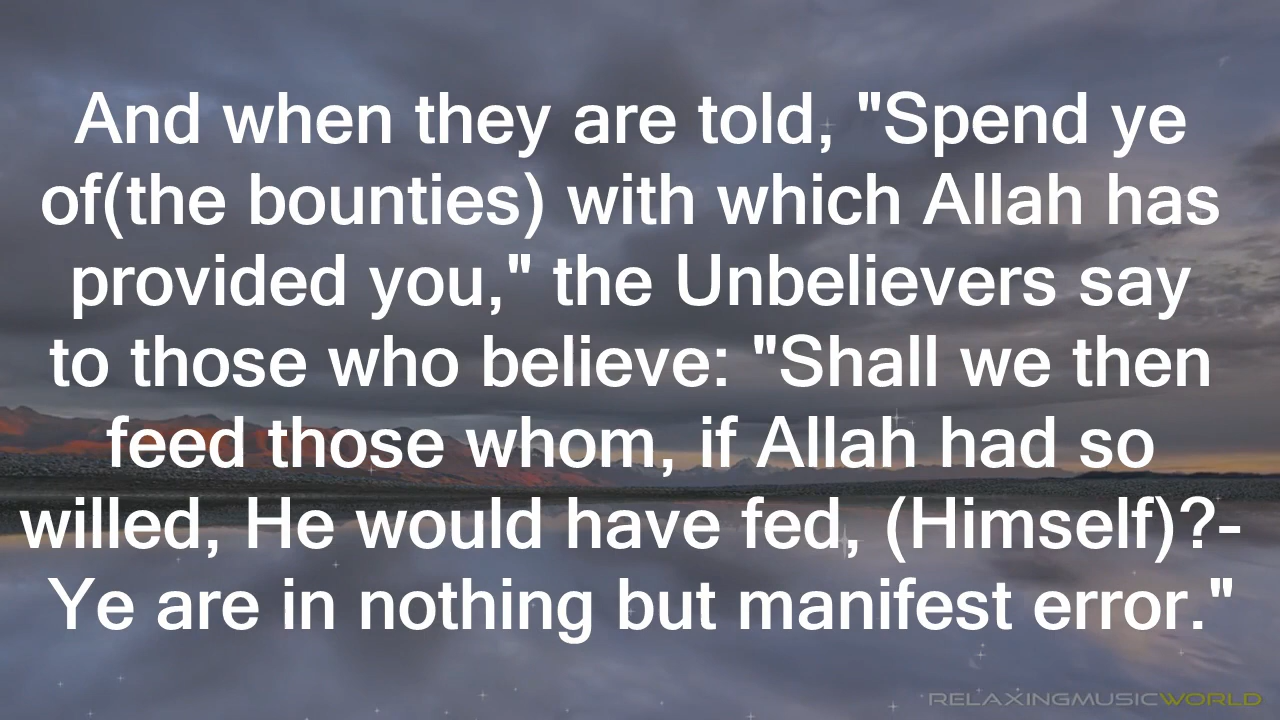 And when they are told, "Spend ye
of(the bounties) with which Allah has
provided you," the Unbelievers say
to those who believe: "Shall we then
feed those whom, if Allah had so
willed, He would have fed, (Himself)?-
Ye are in nothing but manifest error."
RELAXINGMUSICWORLD